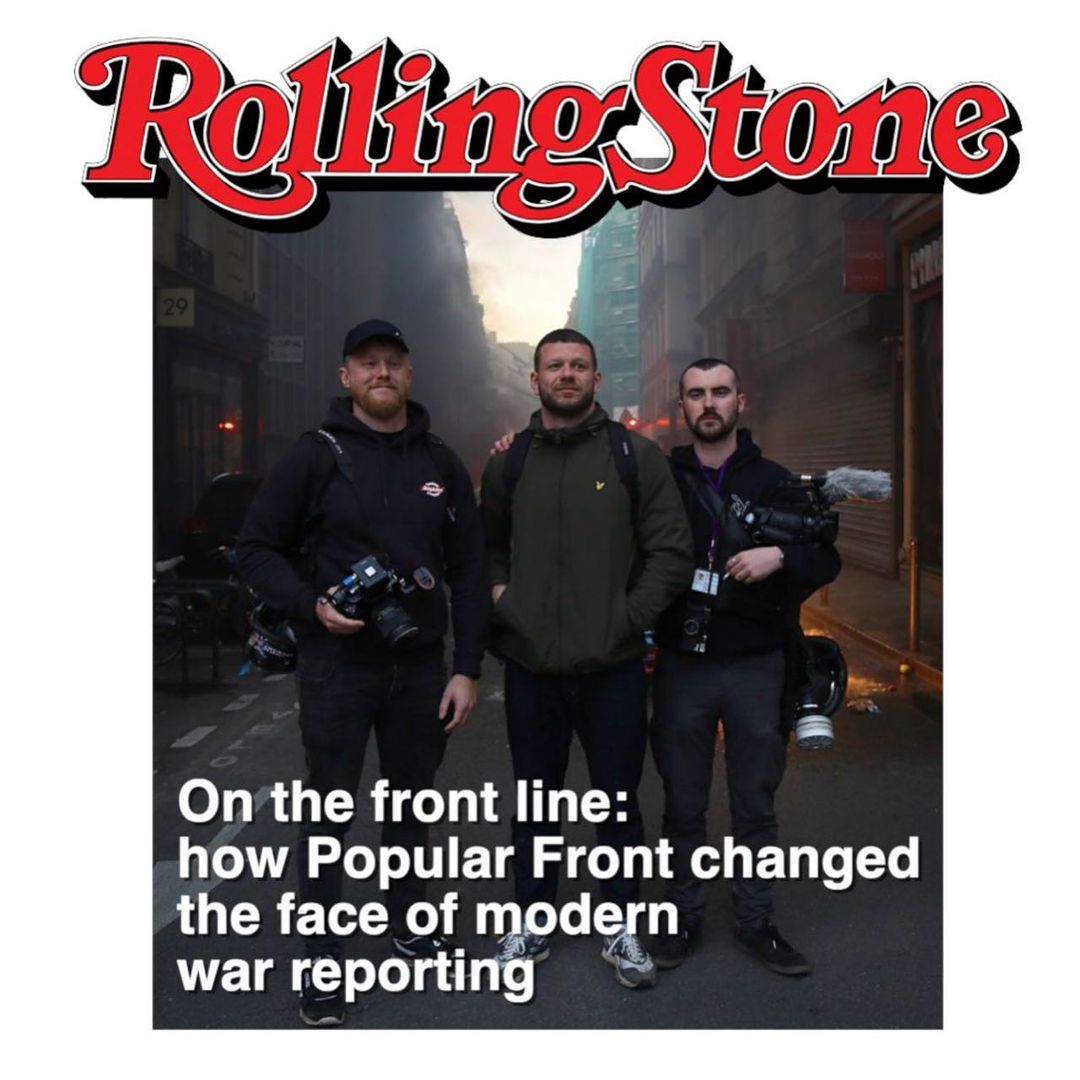 RollingStone
29
On the front line:
how Popular Front changed
the face of modern
war reporting